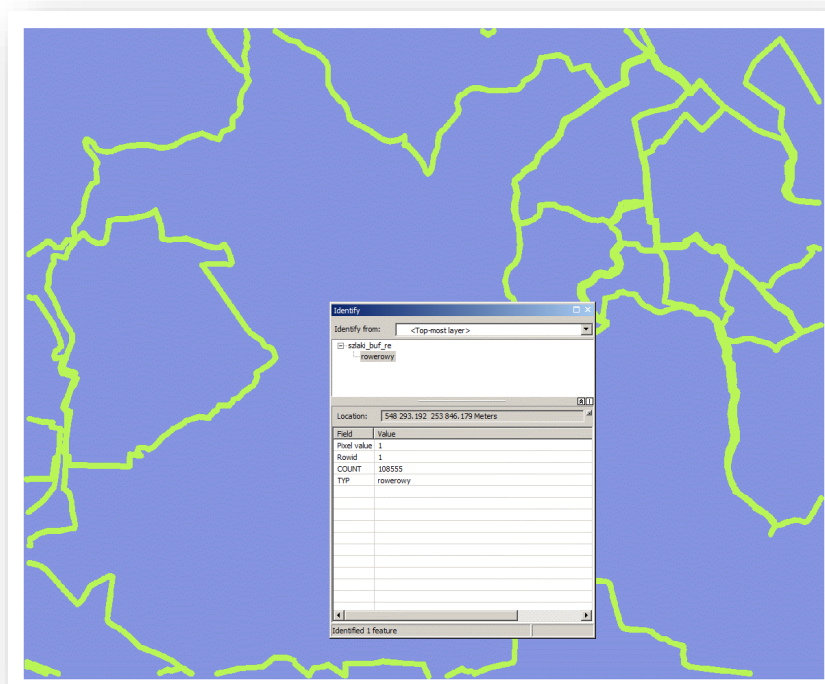 Identify
Identify from: <Top-most layer>
szlaki_buf_re
rowerowy
Location: 548 293.192 253 846.179 Meters
Field Value
Pixel value 1
Rowid 1
COUNT 108555
TYP rowerowy
Identified 1 feature